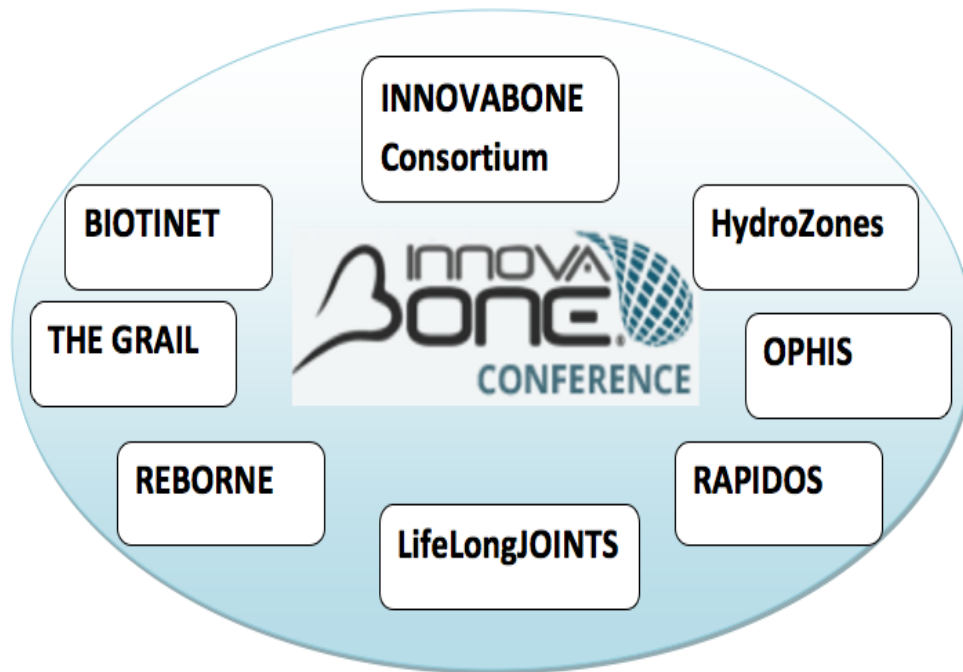 INNOVABONE
Consortium
BIOTINET
HydroZones
INNOVA
BONE®
CONFERENCE
THE GRAIL
OPHIS
REBORNE
RAPIDOS
LifeLongJOINTS